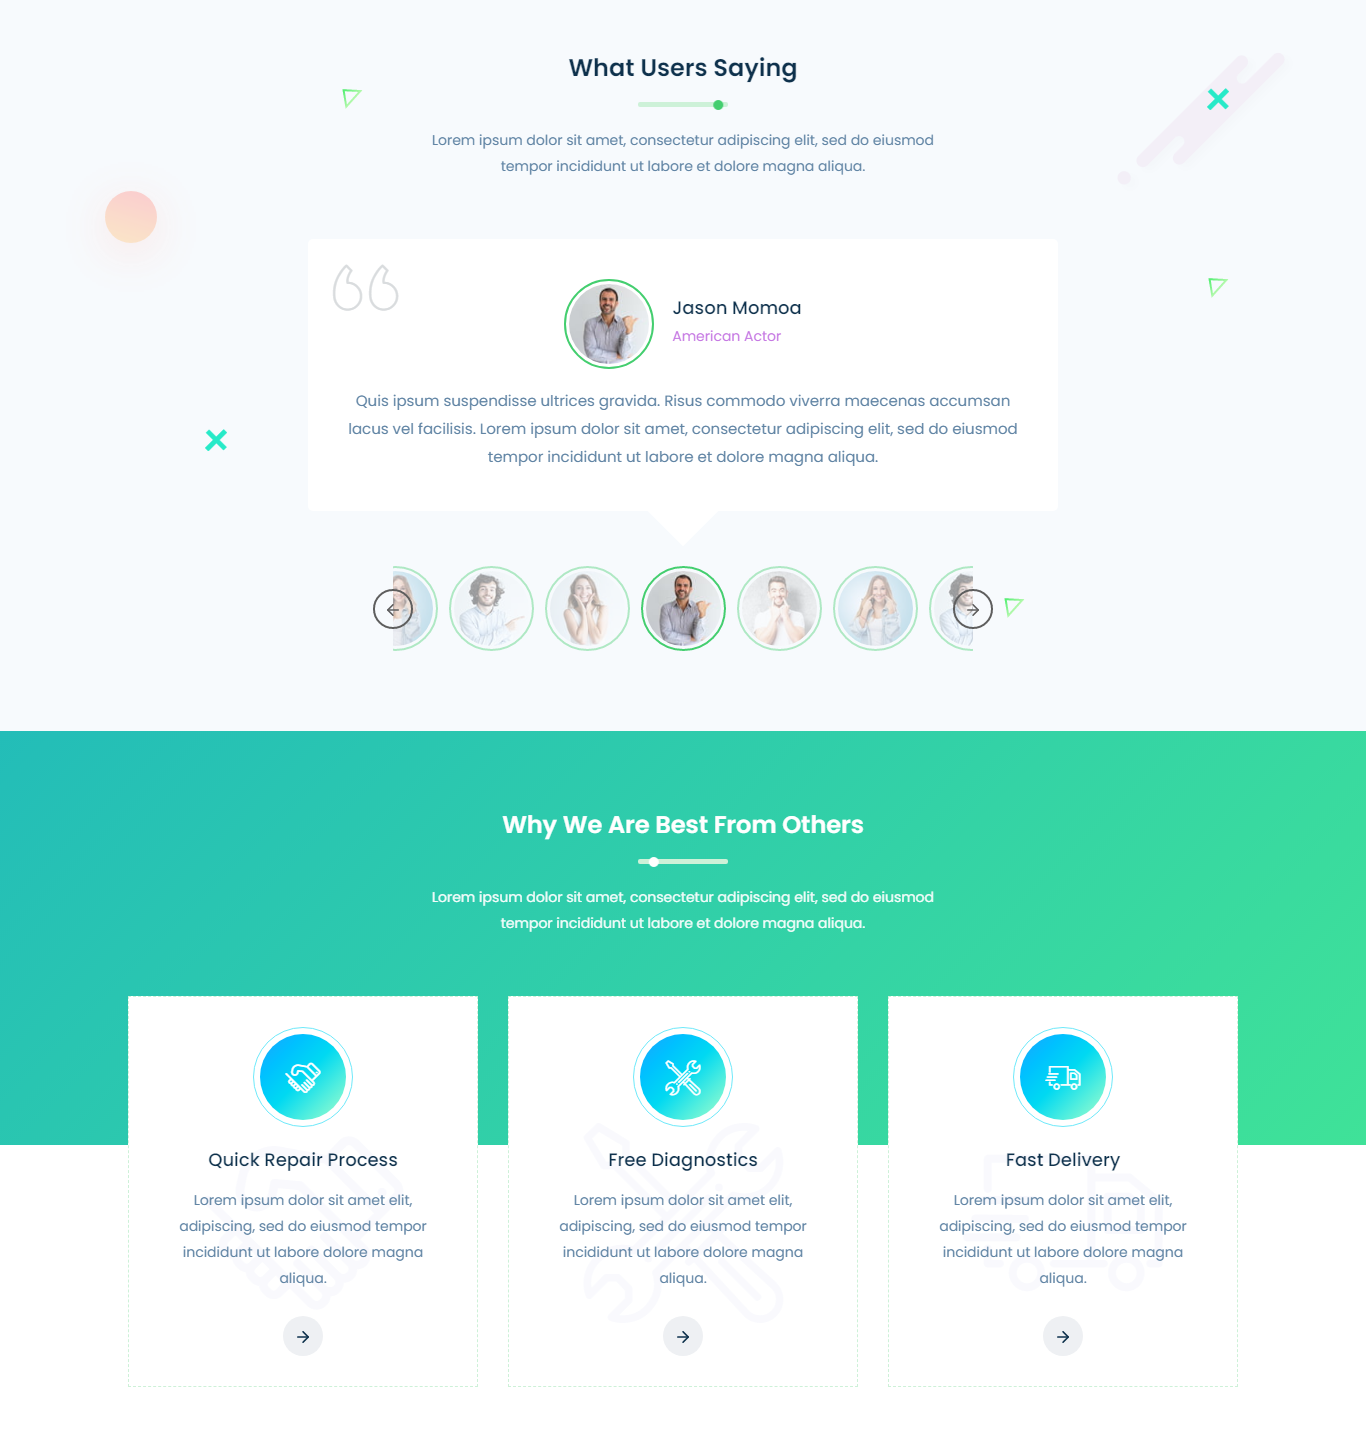 What Users Saying
Lorem ipsum dolor sit amet, consectetur adipiscing elit, sed do eiusmod
tempor incididunt ut labore et dolore magna aliqua.
Jason Momoa
American Actor
Quis ipsum suspendisse ultrices gravida. Risus commodo viverra maecenas accumsan
lacus vel facilisis. Lorem ipsum dolor sit amet, consectetur adipiscing elit, sed do eiusmod
tempor incididunt ut labore et dolore magna aliqua.
Why We Are Best From Others
Lorem ipsum dolor sit amet, consectetur adipiscing elit, sed do eiusmod
tempor incididunt ut labore et dolore magna aliqua.
Quick Repair Process
Lorem ipsum dolor sit amet elit,
adipiscing, sed do eiusmod tempor
incididunt ut labore dolore magna
aliqua.
Free Diagnostics
Lorem ipsum dolor sit amet elit,
adipiscing, sed do eiusmod tempor
incididunt ut labore dolore magna
aliqua.
Fast Delivery
Lorem ipsum dolor sit amet elit,
adipiscing, sed do eiusmod tempor
incididunt ut labore dolore magna
aliqua.